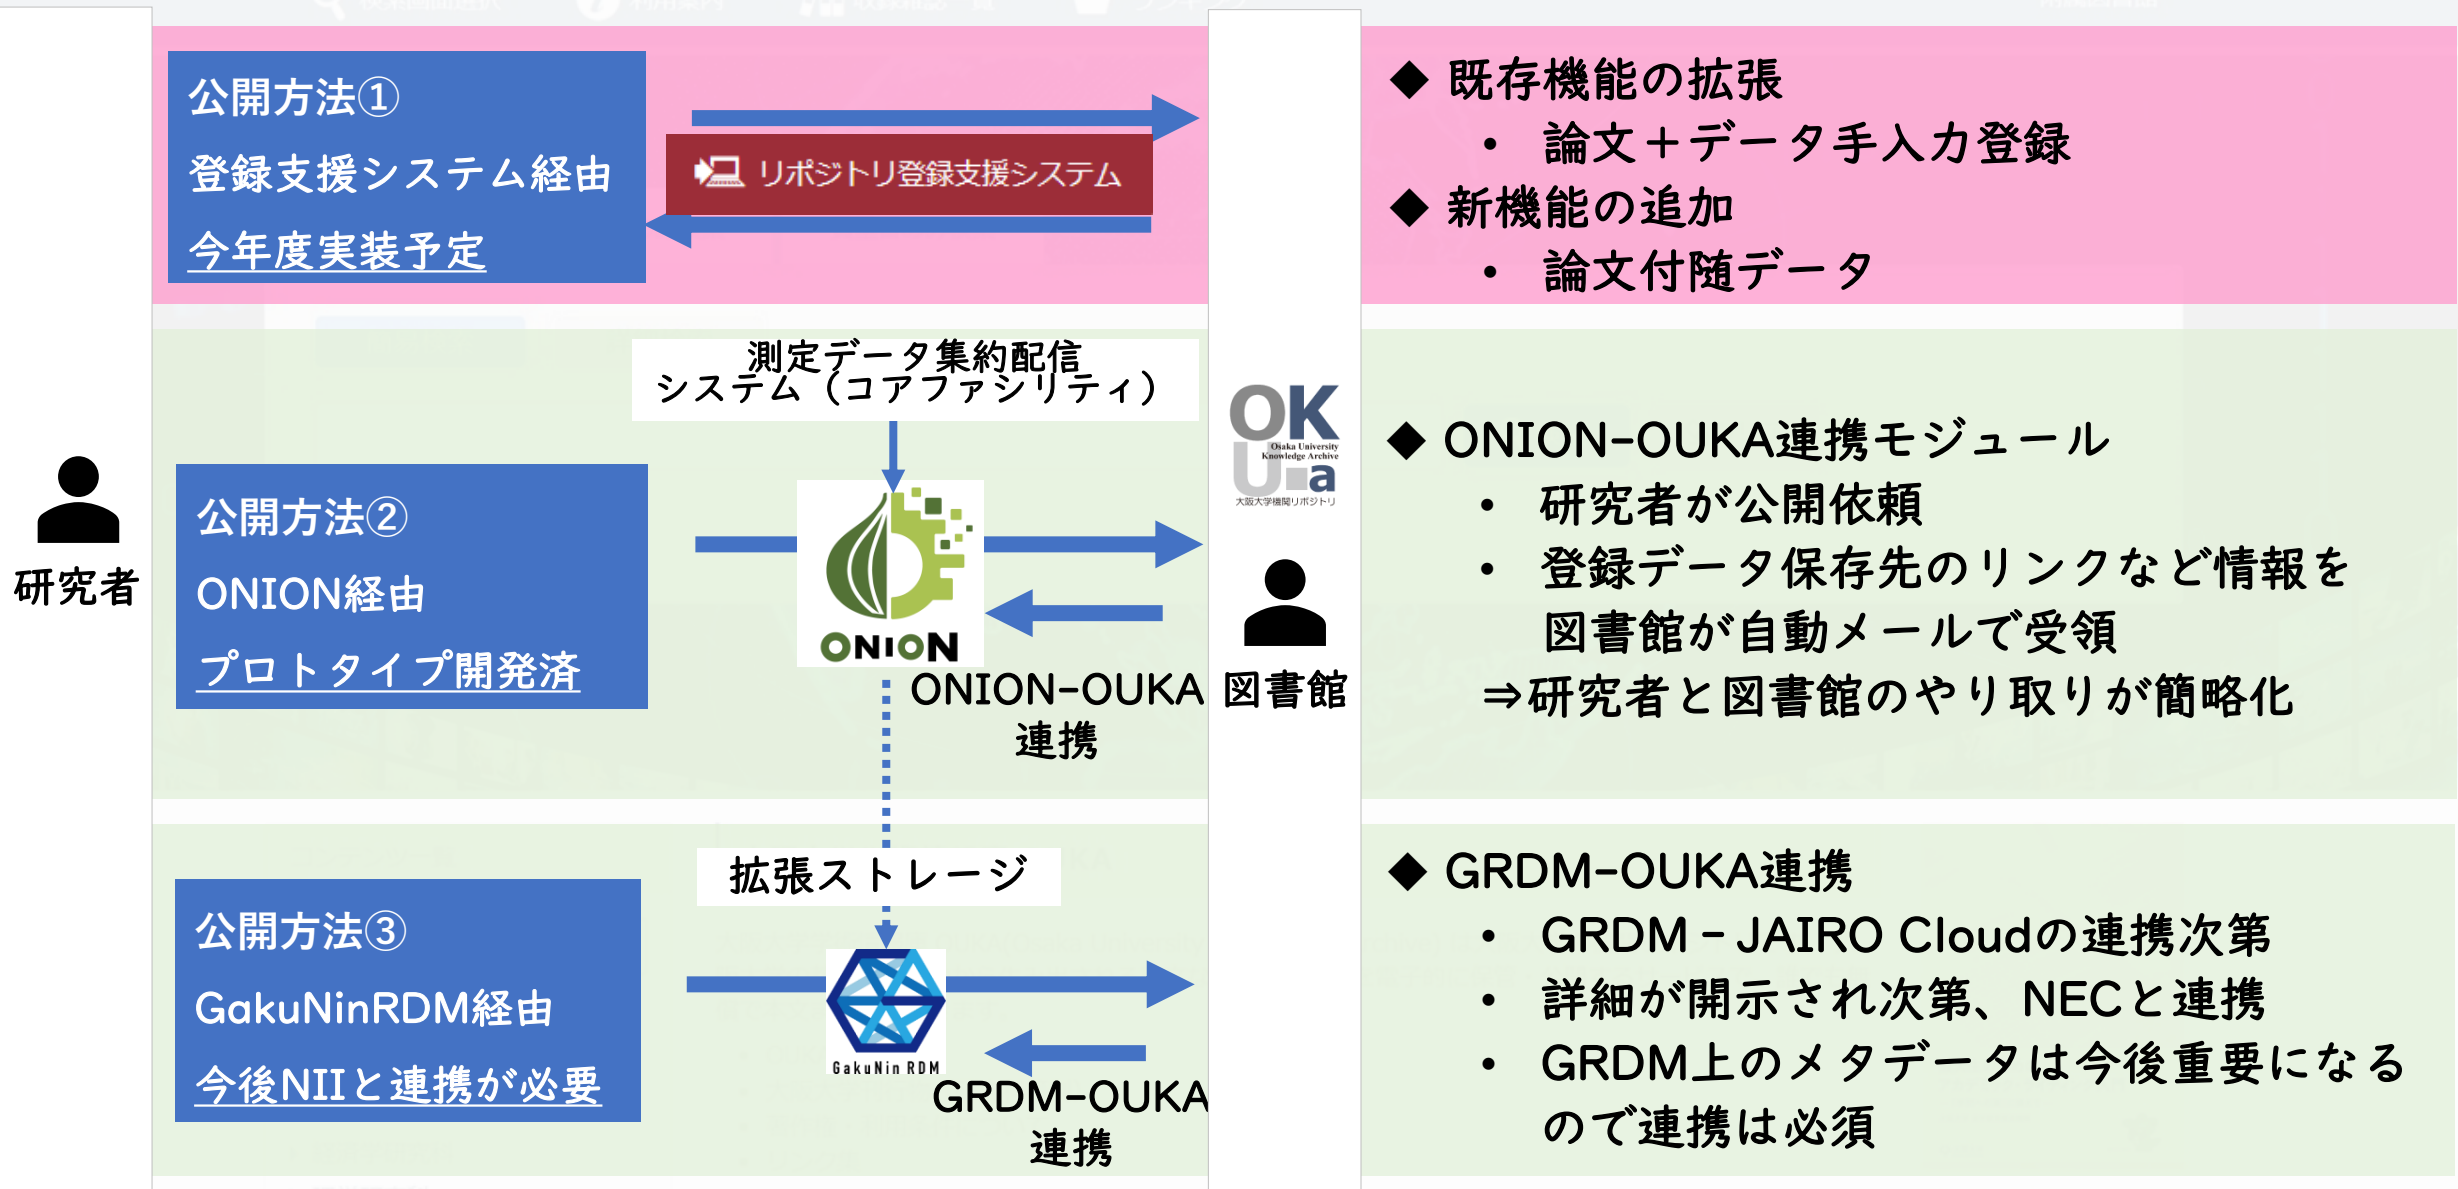 公開方法①
登録支援システム経由
今年度実装予定
リポジトリ登録支援システム
◆ 既存機能の拡張
• 論文＋データ手入力登録
◆ 新機能の追加
• 論文付随データ
研究者
測定データ集約配信
システム（コアファシリティ）
公開方法②
ONION経由
プロトタイプ開発済
ONION
ONION-OUKA
連携
OK
Osaka University
Knowledge Archive
U a
大阪大学機関リポジトリ
図書館
◆ ONION-OUKA連携モジュール
• 研究者が公開依頼
• 登録データ保存先のリンクなど情報を
図書館が自動メールで受領
⇒研究者と図書館のやり取りが簡略化
拡張ストレージ
公開方法③
GakuNinRDM経由
今後NIIと連携が必要
GakuNin RDM
GRDM-OUKA
連携
◆ GRDM-OUKA連携
• GRDM－JAIRO Cloudの連携次第
• 詳細が開示され次第、NECと連携
• GRDM上のメタデータは今後重要になる
ので連携は必須